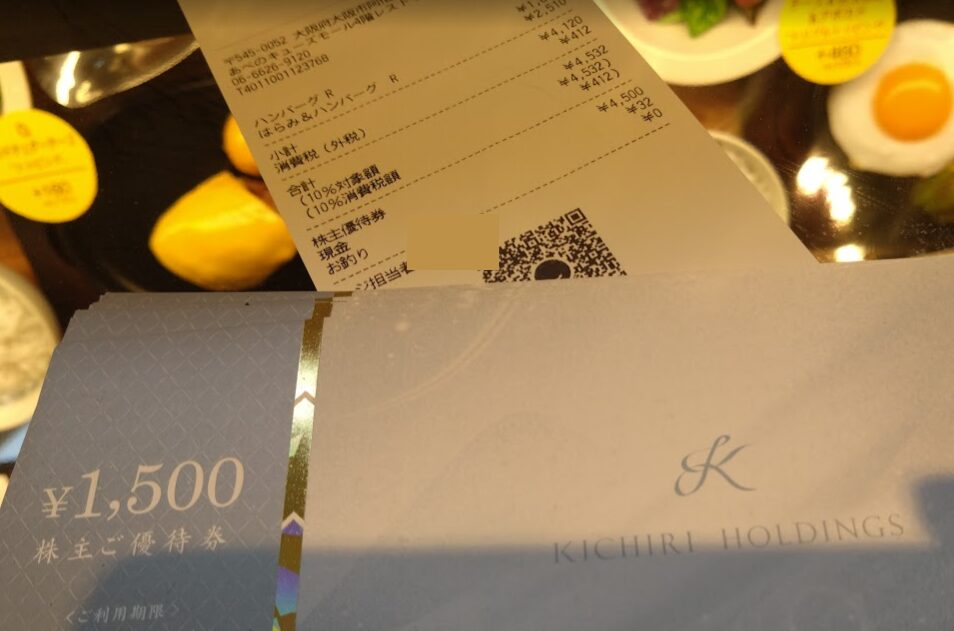 〒545-0052 大阪府大阪市阿倍
あべのキューズモール4階レスト
06-6626-9120
T4011001123768
ハンバーグ R
はらみ&ハンバーグ R ¥2,510
小計 ¥4,120
消費税(外税) ¥412
合計 ¥4,532
(10%対象額 ¥4,532)
(10%消費税額 ¥412)
株主優待券 ¥4,500
現金 ¥32
お釣り ¥0
ジ担当者
¥1,500
株主ご優待券
<ご利用期限>
K
KICHIRI HOLDINGS